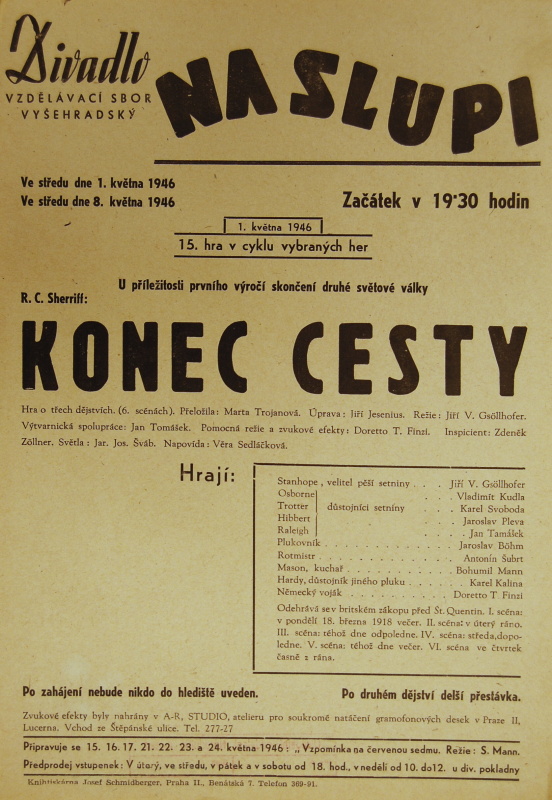 Divadlo
VZDĚLÁVACÍ SBOR
VYŠEHRADSKÝ
NA SLUPI
Ve středu dne 1. května 1946
Ve středu dne 8. května 1946
Začátek v 19·30 hodin
1. května 1946
15. hra v cyklu vybraných her
U příležitosti prvního výročí skončení druhé světové války
R. C. Sherriff:
KONEC CESTY
Hra o třech dějstvích. (6. scénách). Přeložila: Marta Trojanová. Úprava: Jiří Jesenius. Režie: Jiří V. Gsöllhofer.
Výtvarnická spolupráce: Jan Tomášek. Pomocná režie a zvukové efekty: Doretto T. Finzi. Inspicient: Zdeněk
Zöllner. Světla: Jar. Jos. Šváb. Napovídá: Věra Sedláčková.
Hrají:
Stanhope, velitel pěší setniny . . . Jiří V. Gsöllhofer
Osborne . . . Vladimít Kudla
Trotter důstojníci setniny . . . Karel Svoboda
Hibbert . . . Jaroslav Pleva
Raleigh . . . Jan Tamášek
Plukovník . . . . . . . . . . . Jaroslav Böhm
Rotmistr . . . . . . . . . . . Antonín Šubrt
Mason, kuchař . . . . . . . . . Bohumil Mann
Hardy, důstojník jiného pluku . . . . . . Karel Kalina
Německý voják . . . . . . . . . Doretto T Finzi
Odehrává se v britském zákopu před Št. Quentin. I. scéna:
v pondělí 18. března 1918 večer. II. scéna: v úterý ráno.
III. scéna: téhož dne odpoledne. IV. scéna: středa, dopo-
ledne. V. scéna: téhož dne večer. VI. scéna ve čtvrtek
časně z rána.
Po zahájení nebude nikdo do hlediště uveden.
Po druhém dějství delší přestávka.
Zvukové efekty byly nahrány v A-R, STUDIO, atelieru pro soukromé natáčení gramofonových desek v Praze II,
Lucerna. Vchod ze Štěpánské ulice. Tel. 277-27
Připravuje se 15. 16. 17. 21. 22. 23. a 24. května 1946: „Vzpomínka na červenou sedmu. Režie: S. Mann.
Předprodej vstupenek: V úterý, ve středu, v pátek a v sobotu od 18. hod., v neděli od 10. do 12. u div. pokladny
Knihtiskárna Josef Schmidberger, Praha II., Benátská 7. Telefon 369-91.